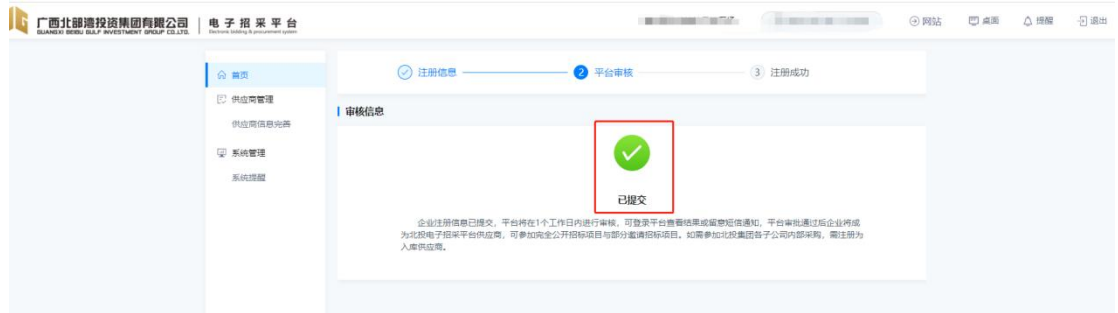 广西北部湾投资集团有限公司
GUANGXI BEIBU GULF INVESTMENT GROUP CO.,LTD.
电子招采平台
Electronic bidding & procurement system
网站
桌面
提醒
退出
首页
供应商管理
供应商信息完善
系统管理
系统提醒
注册信息
2 平台审核
3 注册成功
审核信息
已提交
企业注册信息已提交，平台将在1个工作日内进行审核，可登录平台查看结果或留意短信通知，平台审批通过后企业将成
为北投电子招采平台供应商，可参加完全公开招标项目与部分邀请招标项目。如需参加北投集团各子公司内部采购，需注册为
入库供应商。